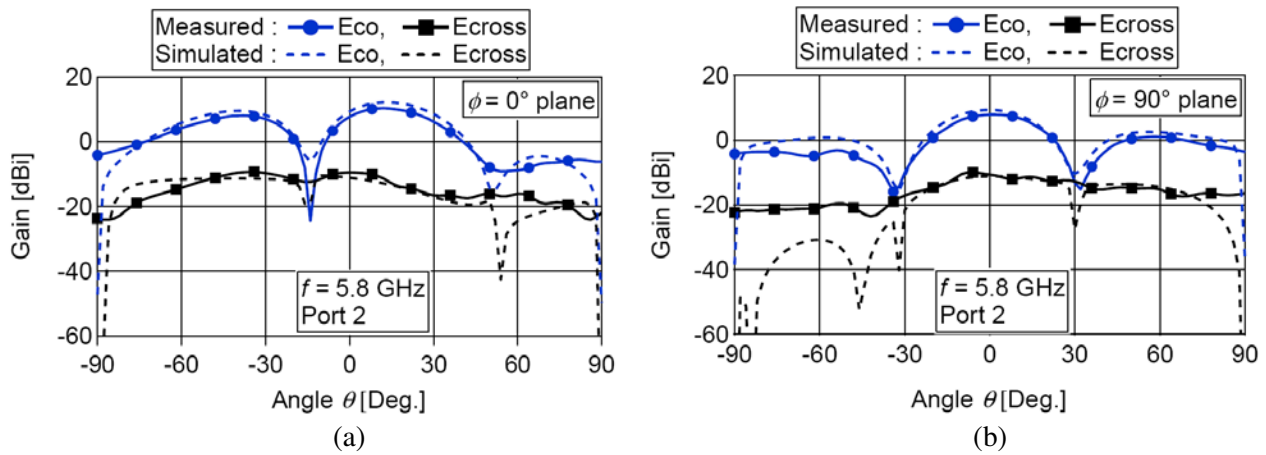 Measured : Eco, Ecross
Simulated : Eco, Ecross
20
0
-20
-40
-60
Gain [dBi]
ϕ = 0° plane
f = 5.8 GHz
Port 2
-90 -60 -30 0 30 60 90
Angle θ [Deg.]
(a)
Measured : Eco, Ecross
Simulated : Eco, Ecross
20
0
-20
-40
-60
Gain [dBi]
ϕ = 90° plane
f = 5.8 GHz
Port 2
-90 -60 -30 0 30 60 90
Angle θ [Deg.]
(b)